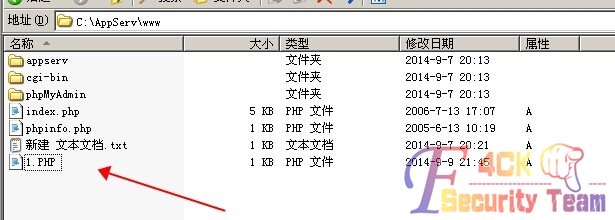 地址(D) C:\AppServ\www
名称 大小 类型 修改日期 属性
appserv 文件夹 2014-9-7 20:13
cgi-bin 文件夹 2014-9-7 20:13
phpMyAdmin 文件夹 2014-9-7 20:13
index.php 5 KB PHP 文件 2006-7-13 17:07 A
phpinfo.php 1 KB PHP 文件 2005-6-13 10:19 A
新建 文本文档.txt 1 KB 文本文档 2014-9-7 20:21 A
1.PHP 1 KB PHP 文件 2014-9-9 21:45 A
F4CK
Security Team